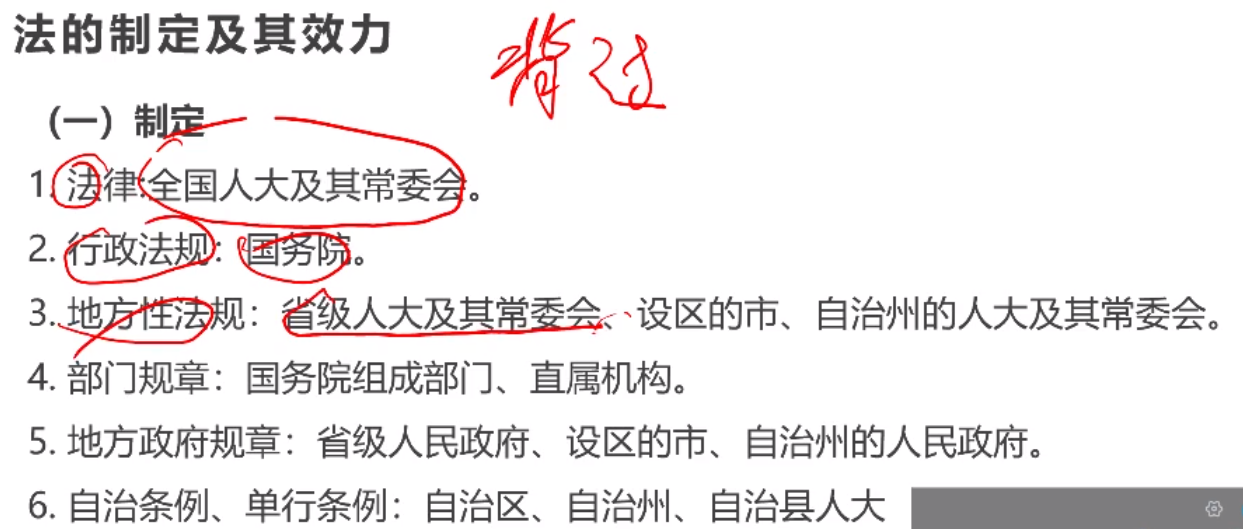 法的制定及其效力
背过
（一）制定
1. 法律:全国人大及其常委会。
2. 行政法规：国务院。
3. 地方性法规：省级人大及其常委会、设区的市、自治州的人大及其常委会。
4. 部门规章：国务院组成部门、直属机构。
5. 地方政府规章：省级人民政府、设区的市、自治州的人民政府。
6. 自治条例、单行条例：自治区、自治州、自治县人大